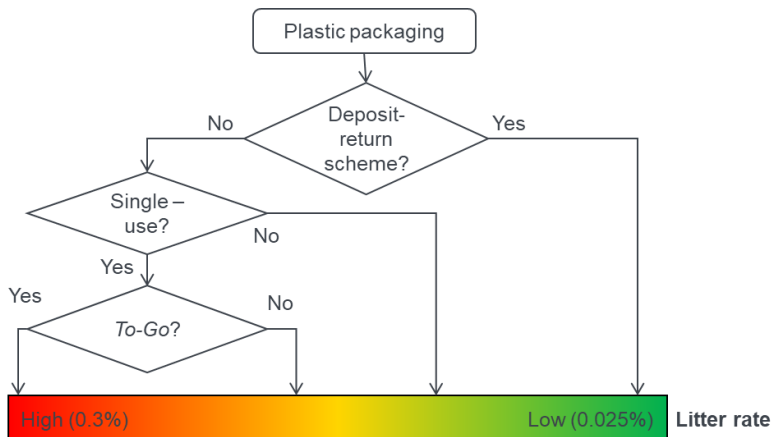 Plastic packaging
Deposit-
return
scheme?
No
Yes
Single –
use?
No
Yes
Yes
No
To-Go?
High (0.3%)
Low (0.025%)
Litter rate